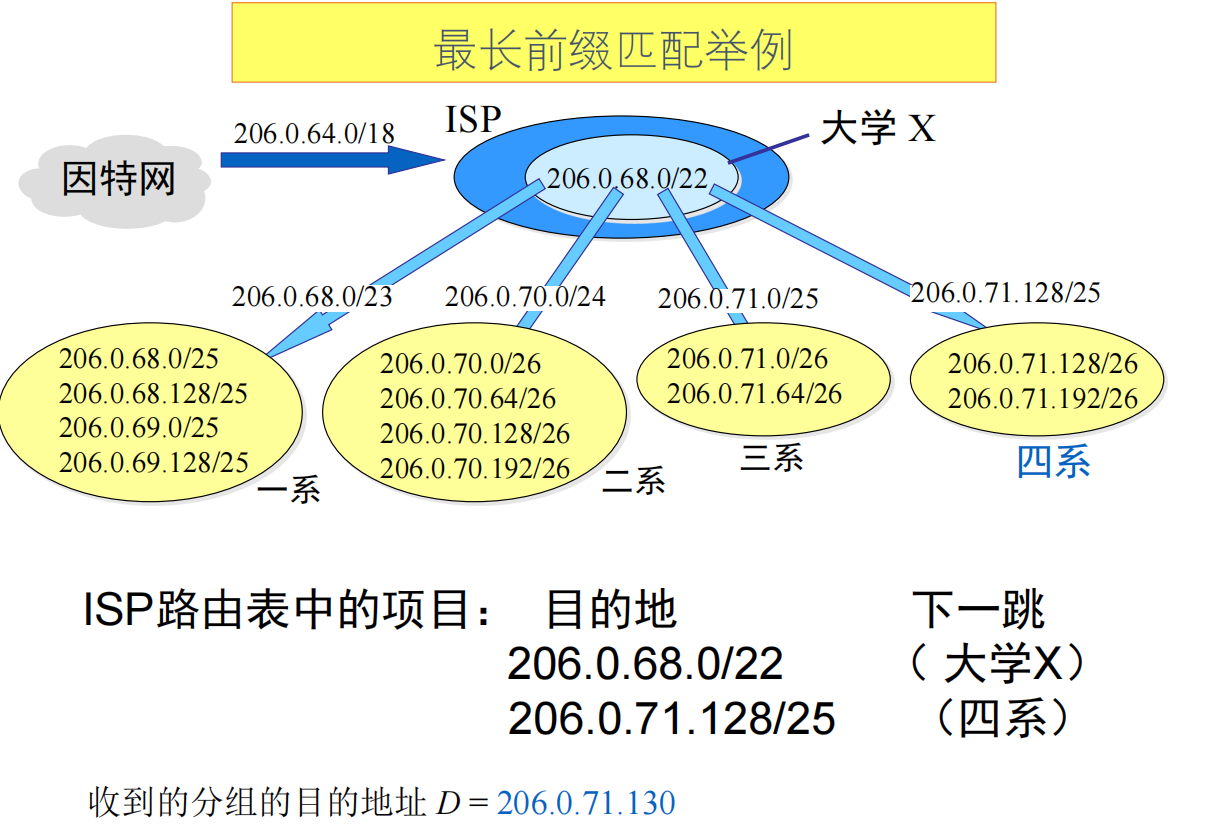 最长前缀匹配举例
206.0.64.0/18
ISP
大学 X
因特网
206.0.68.0/22
206.0.68.0/23
206.0.70.0/24
206.0.71.0/25
206.0.71.128/25
206.0.68.0/25
206.0.68.128/25
206.0.69.0/25
206.0.69.128/25
一系
206.0.70.0/26
206.0.70.64/26
206.0.70.128/26
206.0.70.192/26
二系
206.0.71.0/26
206.0.71.64/26
三系
206.0.71.128/26
206.0.71.192/26
四系
ISP路由表中的项目： 目的地 下一跳
206.0.68.0/22 （ 大学X）
206.0.71.128/25 （四系）
收到的分组的目的地址 D = 206.0.71.130